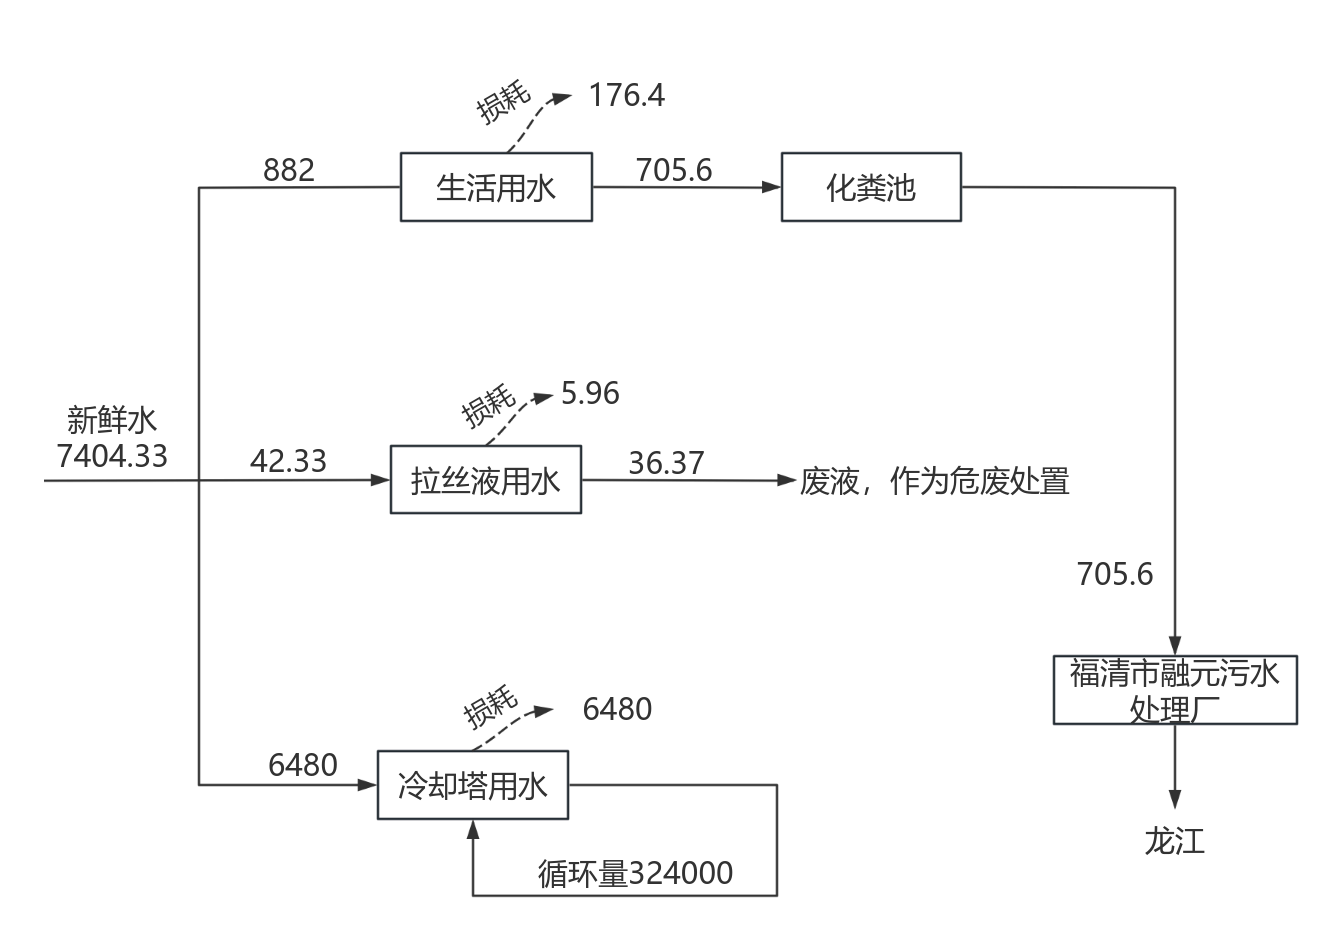 损耗
176.4
882
生活用水
705.6
化粪池
损耗
5.96
新鲜水
7404.33
42.33
拉丝液用水
36.37
废液，作为危废处置
705.6
福清市融元污水
处理厂
损耗
6480
6480
冷却塔用水
循环量324000
龙江